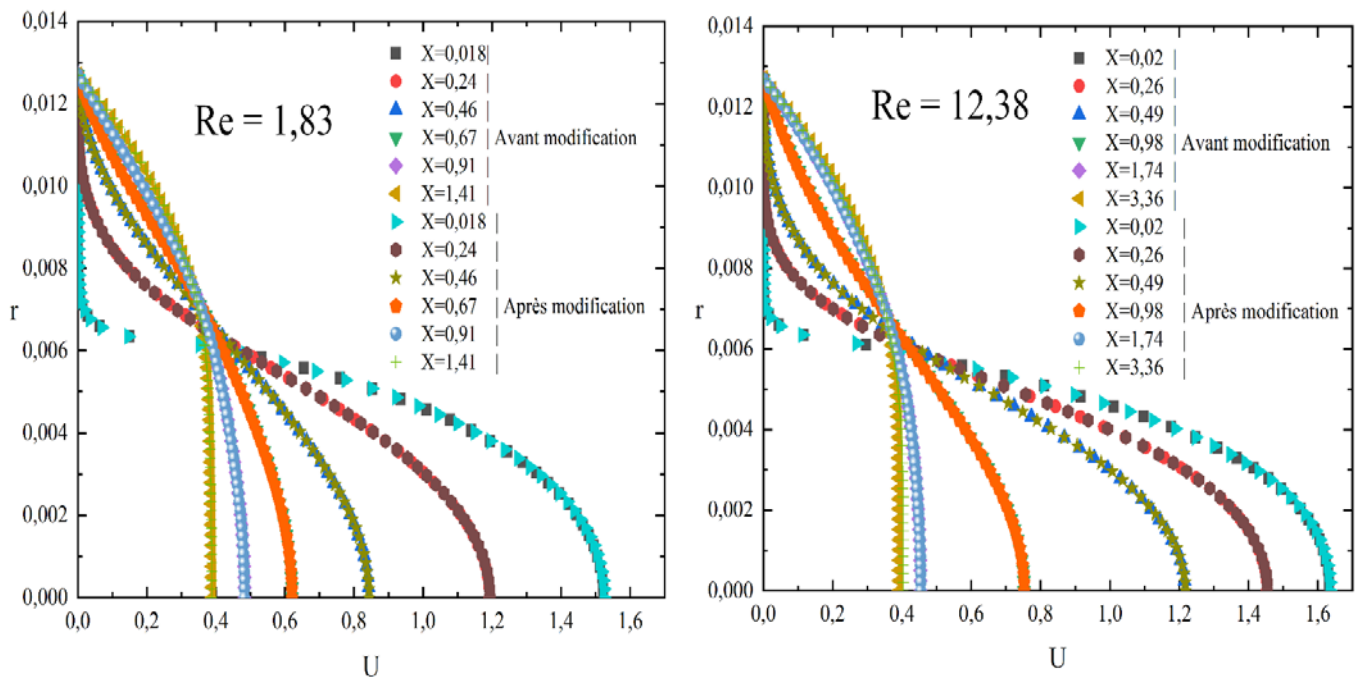 0,014
0,012
0,010
0,008
r
0,006
0,004
0,002
0,000
0,0 0,2 0,4 0,6 0,8 1,0 1,2 1,4 1,6
U
Re = 1,83
X=0,018|
X=0,24 |
X=0,46 |
X=0,67 | Avant modification
X=0,91 |
X=1,41 |
X=0,018|
X=0,24 |
X=0,46 |
X=0,67 | Après modification
X=0,91 |
X=1,41 |
0,014
0,012
0,010
0,008
r
0,006
0,004
0,002
0,000
0,0 0,2 0,4 0,6 0,8 1,0 1,2 1,4 1,6
U
Re = 12,38
X=0,02 |
X=0,26 |
X=0,49 |
X=0,98 | Avant modification
X=1,74 |
X=3,36 |
X=0,02 |
X=0,26 |
X=0,49 |
X=0,98 | Après modification
X=1,74 |
X=3,36 |